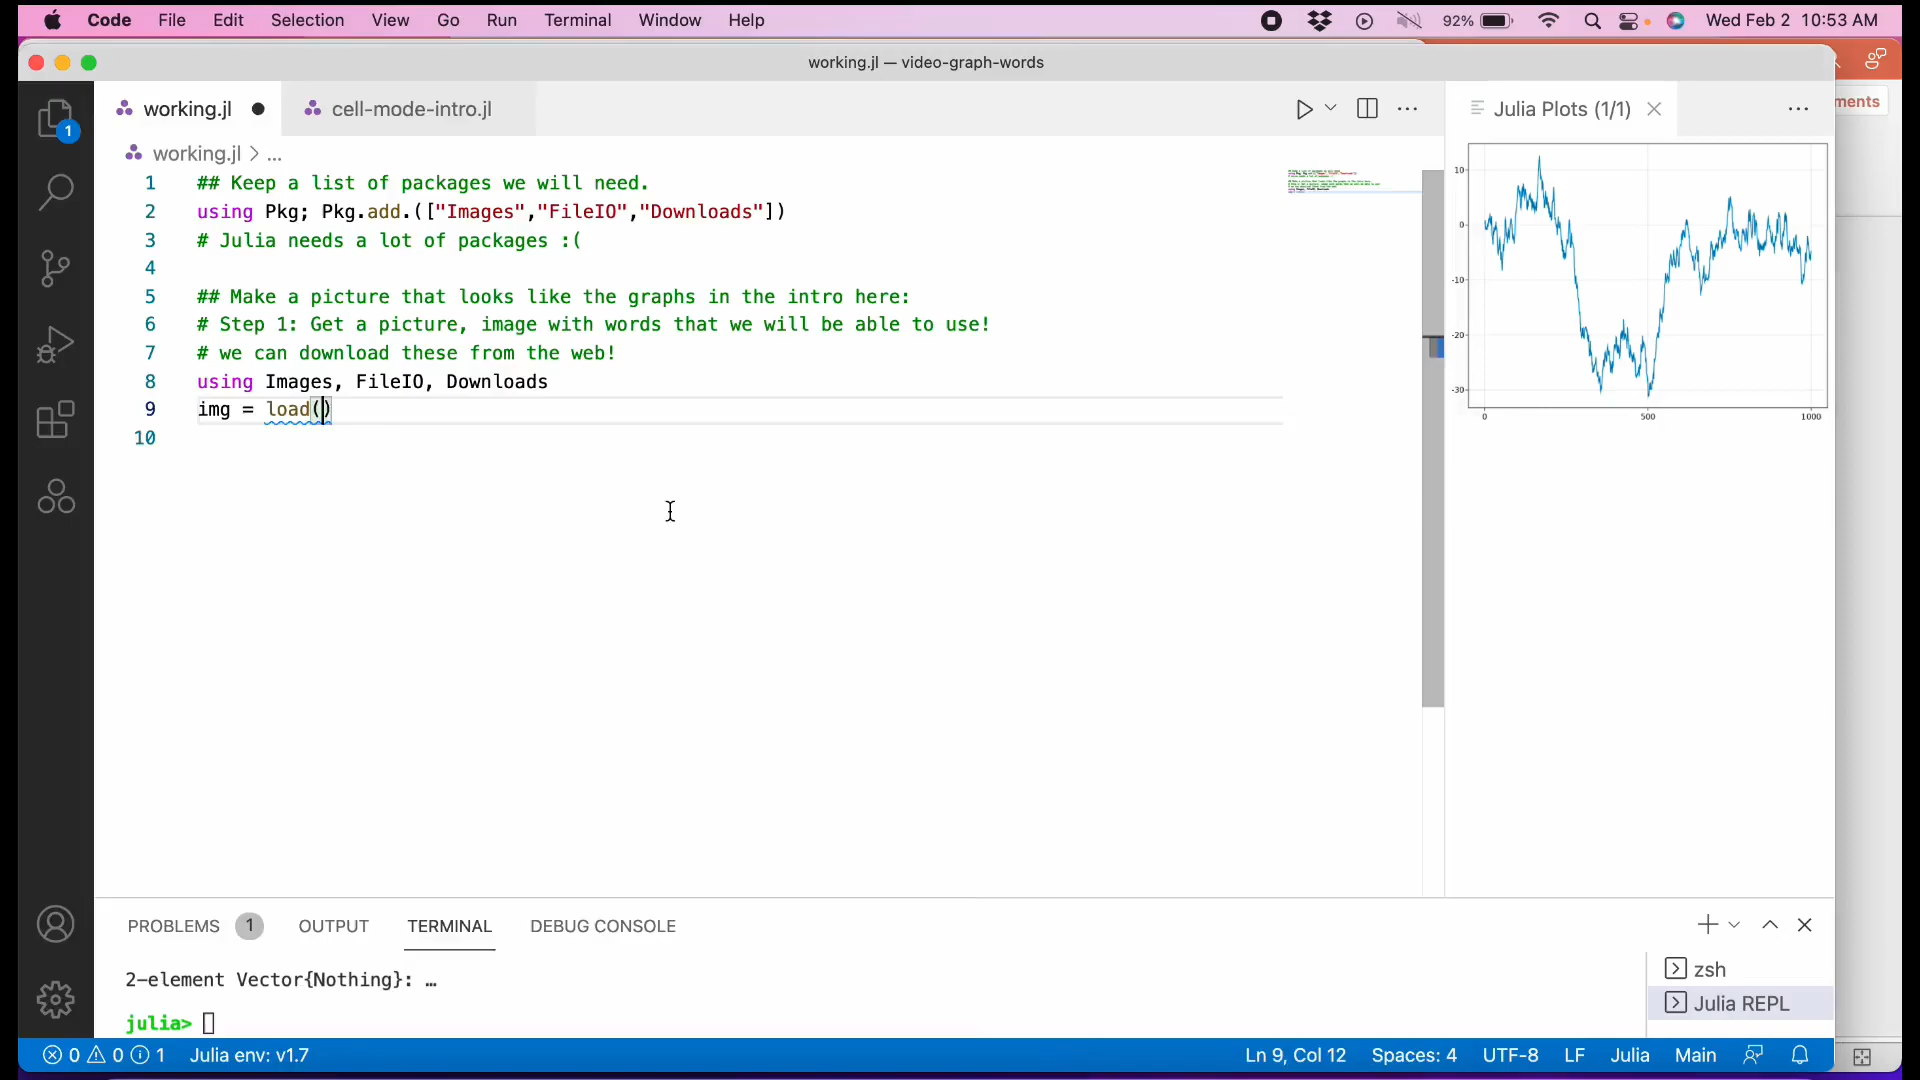 Code File Edit Selection View Go Run Terminal Window Help 92% Wed Feb 2 10:53 AM
working.jl — video-graph-words
working.jl cell-mode-intro.jl Julia Plots (1/1) ments
working.jl > ...
1 ## Keep a list of packages we will need.
2 using Pkg; Pkg.add.(["Images","FileIO","Downloads"])
3 # Julia needs a lot of packages :(
4
5 ## Make a picture that looks like the graphs in the intro here:
6 # Step 1: Get a picture, image with words that we will be able to use!
7 # we can download these from the web!
8 using Images, FileIO, Downloads
9 img = load()
10
1
10
0
-10
-20
-30
0 500 1000
PROBLEMS 1 OUTPUT TERMINAL DEBUG CONSOLE
2-element Vector{Nothing}: …
julia>
zsh
Julia REPL
0 0 1 Julia env: v1.7 Ln 9, Col 12 Spaces: 4 UTF-8 LF Julia Main